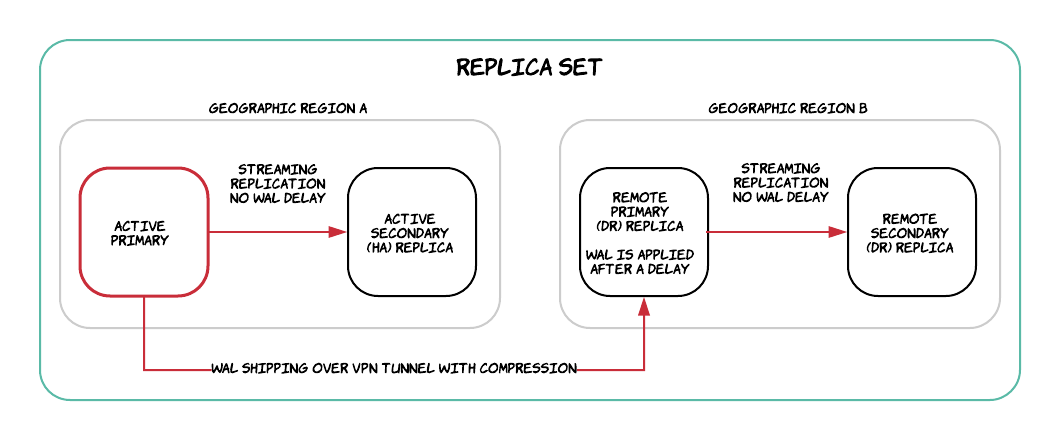 REPLICA SET
GEOGRAPHIC REGION A
STREAMING
REPLICATION
NO WAL DELAY
ACTIVE
PRIMARY
ACTIVE
SECONDARY
(HA) REPLICA
GEOGRAPHIC REGION B
STREAMING
REPLICATION
NO WAL DELAY
REMOTE
PRIMARY
(DR) REPLICA
WAL IS APPLIED
AFTER A DELAY
REMOTE
SECONDARY
(DR) REPLICA
WAL SHIPPING OVER VPN TUNNEL WITH COMPRESSION